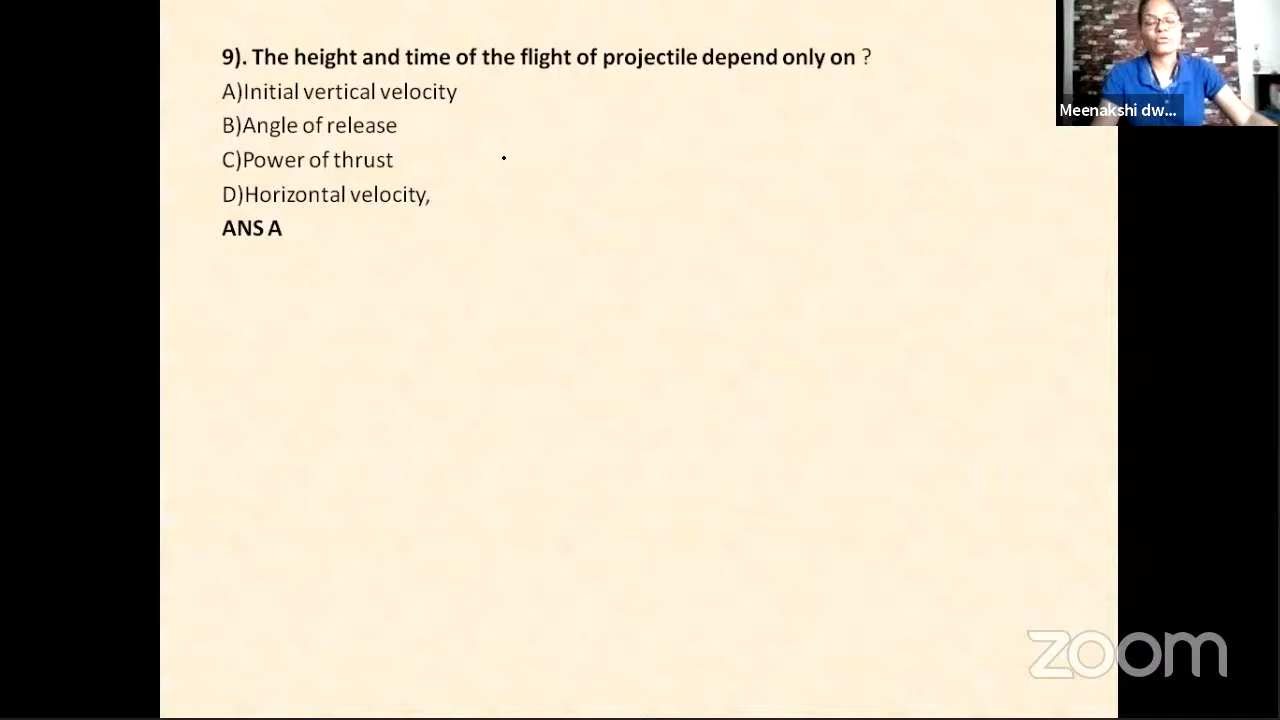 9). The height and time of the flight of projectile depend only on ?
A)Initial vertical velocity
B)Angle of release
C)Power of thrust
D)Horizontal velocity,
ANS A
Meenakshi dw...
zoom